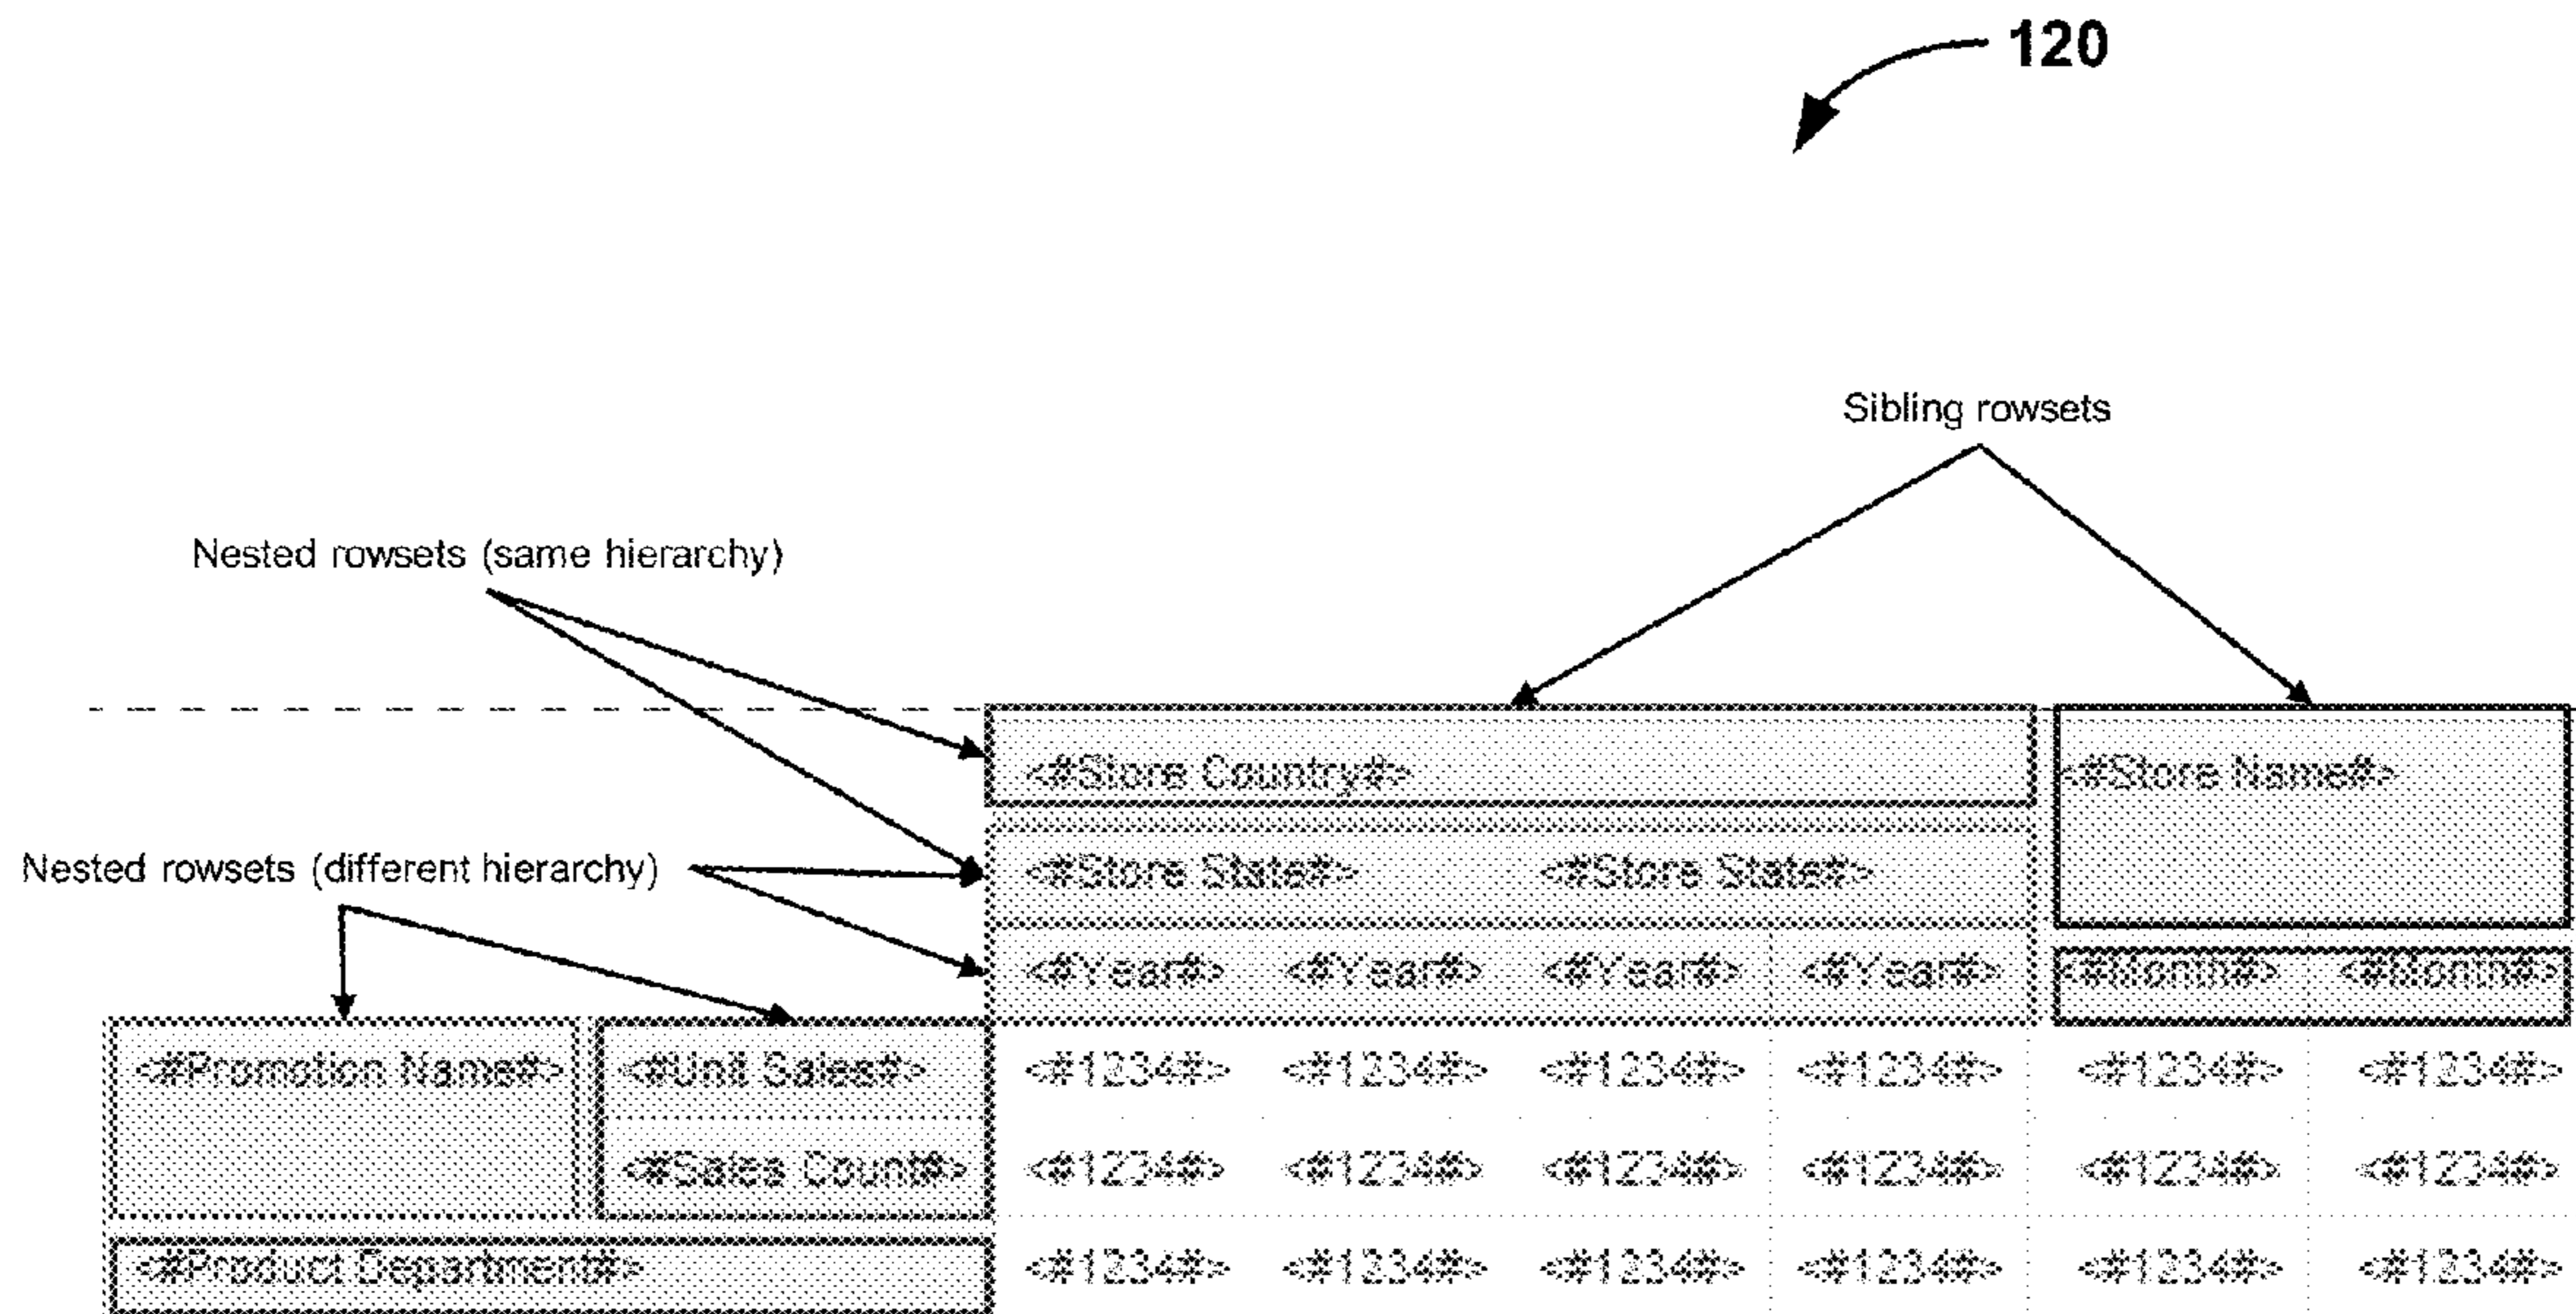 120
Sibling rowsets
Nested rowsets (same hierarchy)
<#Store Country#> <#Store Name#>
Nested rowsets (different hierarchy) <#Store State#> <#Store State#>
<#Year#> <#Year#> <#Year#> <#Year#> <#Month#> <#Month#>
<#Promotion Name#> <#Unit Sales#> <#1234#> <#1234#> <#1234#> <#1234#> <#1234#> <#1234#>
<#Sales Count#> <#1234#> <#1234#> <#1234#> <#1234#> <#1234#> <#1234#>
<#Product Department#> <#1234#> <#1234#> <#1234#> <#1234#> <#1234#> <#1234#>